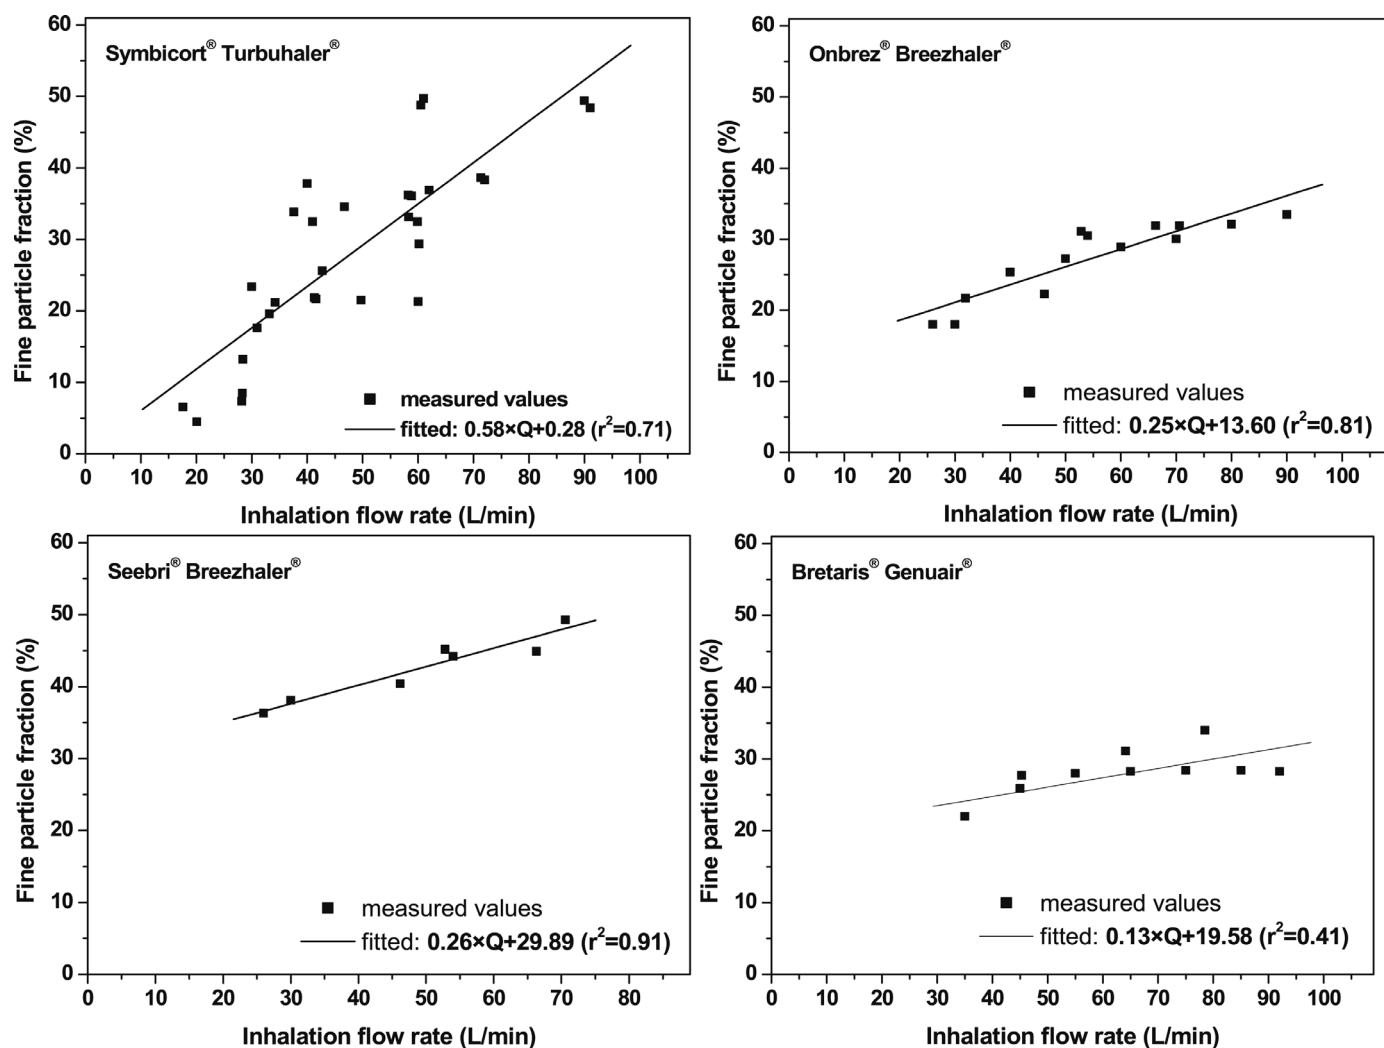 Symbicort® Turbuhaler®
Fine particle fraction (%)
60
50
40
30
20
10
0
measured values
fitted: 0.58×Q+0.28 (r²=0.71)
0 10 20 30 40 50 60 70 80 90 100
Inhalation flow rate (L/min)
Onbrez® Breezhaler®
Fine particle fraction (%)
60
50
40
30
20
10
0
measured values
fitted: 0.25×Q+13.60 (r²=0.81)
0 10 20 30 40 50 60 70 80 90 100
Inhalation flow rate (L/min)
Seebri® Breezhaler®
Fine particle fraction (%)
60
50
40
30
20
10
0
measured values
fitted: 0.26×Q+29.89 (r²=0.91)
0 10 20 30 40 50 60 70 80
Inhalation flow rate (L/min)
Bretaris® Genuair®
Fine particle fraction (%)
60
50
40
30
20
10
0
measured values
fitted: 0.13×Q+19.58 (r²=0.41)
0 10 20 30 40 50 60 70 80 90 100
Inhalation flow rate (L/min)